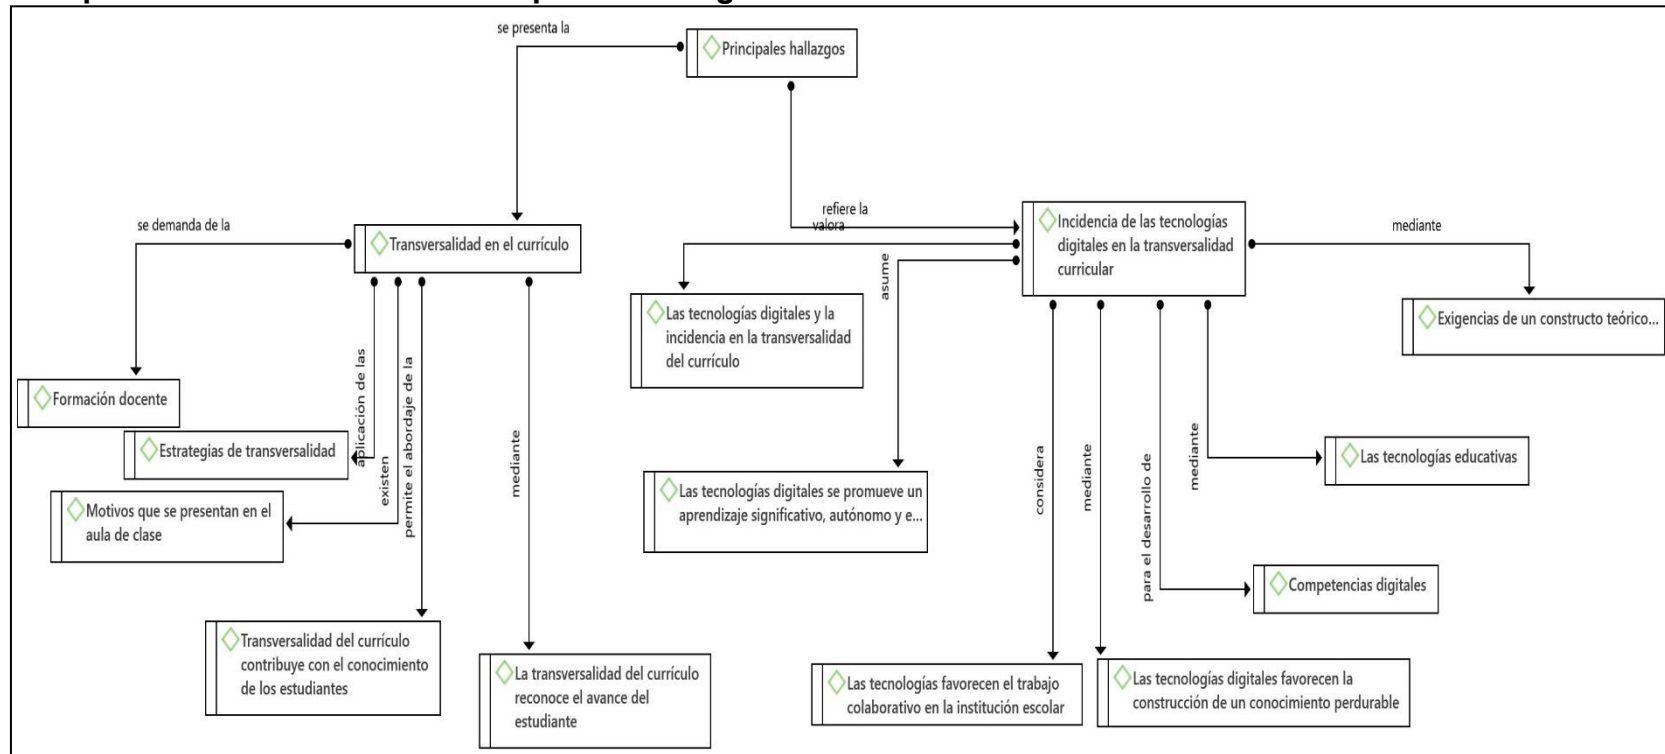 se presenta la
Principales hallazgos
se demanda de la
Transversalidad en el currículo
refiere la
valora
Incidencia de las tecnologías
digitales en la transversalidad
curricular
mediante
asume
Las tecnologías digitales y la
incidencia en la transversalidad
del currículo
Exigencias de un constructo teórico...
Formación docente
aplicación de las
existen
permite el abordaje de la
mediante
Estrategias de transversalidad
Motivos que se presentan en el
aula de clase
Las tecnologías digitales se promueve un
aprendizaje significativo, autónomo y e...
considera
mediante
para el desarrollo de
mediante
Las tecnologías educativas
Competencias digitales
Transversalidad del currículo
contribuye con el conocimiento
de los estudiantes
La transversalidad del currículo
reconoce el avance del
estudiante
Las tecnologías favorecen el trabajo
colaborativo en la institución escolar
Las tecnologías digitales favorecen la
construcción de un conocimiento perdurable